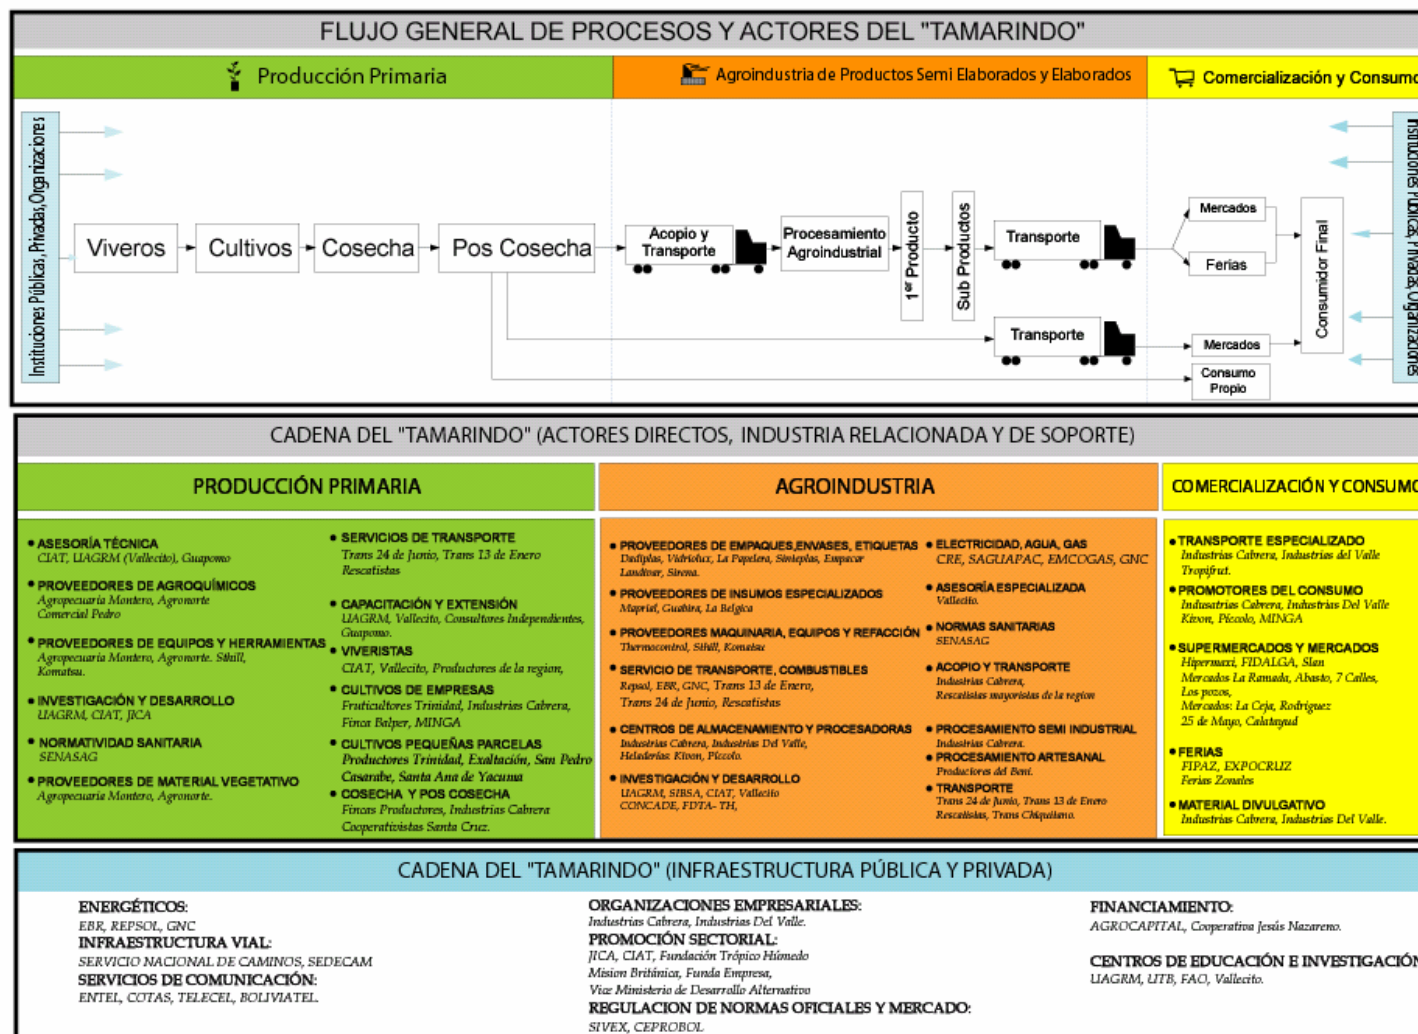 FLUJO GENERAL DE PROCESOS Y ACTORES DEL "TAMARINDO"
Producción Primaria
Agroindustria de Productos Semi Elaborados y Elaborados
Comercialización y Consumo
Instituciones Públicas, Privadas, Organizaciones
Viveros
Cultivos
Cosecha
Pos Cosecha
Acopio y
Transporte
Procesamiento
Agroindustrial
1er Producto
Sub Productos
Transporte
Mercados
Ferias
Consumidor Final
Transporte
Mercados
Consumo
Propio
Instituciones Públicas, Privadas, Organizaciones
CADENA DEL "TAMARINDO" (ACTORES DIRECTOS, INDUSTRIA RELACIONADA Y DE SOPORTE)
PRODUCCIÓN PRIMARIA
• ASESORÍA TÉCNICA
CIAT, UAGRM (Vallecito), Guapomo
• PROVEEDORES DE AGROQUÍMICOS
Agropecuaria Montero, Agronorte
Comercial Pedro
• PROVEEDORES DE EQUIPOS Y HERRAMIENTAS
Agropecuaria Montero, Agronorte. Sthill,
Komatsu.
• INVESTIGACIÓN Y DESARROLLO
UAGRM, CIAT, JICA
• NORMATIVIDAD SANITARIA
SENASAG
• PROVEEDORES DE MATERIAL VEGETATIVO
Agropecuaria Montero, Agronorte.
• SERVICIOS DE TRANSPORTE
Trans 24 de Junio, Trans 13 de Enero
Rescatistas
• CAPACITACIÓN Y EXTENSIÓN
UAGRM, Vallecito, Consultores Independientes,
Guapomo.
• VIVERISTAS
CIAT, Vallecito, Productores de la region,
• CULTIVOS DE EMPRESAS
Fruticultores Trinidad, Industrias Cabrera,
Finca Balper, MINGA
• CULTIVOS PEQUEÑAS PARCELAS
Productores Trinidad, Exaltación, San Pedro
Casarabe, Santa Ana de Yacuma
• COSECHA Y POS COSECHA
Fincas Productores, Industrias Cabrera
Cooperativistas Santa Cruz.
AGROINDUSTRIA
• PROVEEDORES DE EMPAQUES,ENVASES, ETIQUETAS
Dediplas, Vidriolux, La Papelera, Sinteplas, Empacar
Landivar, Sirena.
• PROVEEDORES DE INSUMOS ESPECIALIZADOS
Maprial, Guabira, La Belgica
• PROVEEDORES MAQUINARIA, EQUIPOS Y REFACCIÓN
Thermocontrol, Sthill, Komatsu
• SERVICIO DE TRANSPORTE, COMBUSTIBLES
Repsol, EBR, GNC, Trans 13 de Enero,
Trans 24 de Junio, Rescatistas
• CENTROS DE ALMACENAMIENTO Y PROCESADORAS
Industrias Cabrera, Industrias Del Valle,
Heladerías: Kivon, Piccolo.
• INVESTIGACIÓN Y DESARROLLO
UAGRM, SIBSA, CIAT, Vallecito
CONCADE, FDTA- TH,
• ELECTRICIDAD, AGUA, GAS
CRE, SAGUAPAC, EMCOGAS, GNC
• ASESORÍA ESPECIALIZADA
Vallecito.
• NORMAS SANITARIAS
SENASAG
• ACOPIO Y TRANSPORTE
Industrias Cabrera,
Rescatistas mayoristas de la region
• PROCESAMIENTO SEMI INDUSTRIAL
Industrias Cabrera.
• PROCESAMIENTO ARTESANAL
Productores del Beni.
• TRANSPORTE
Trans 24 de Junio, Trans 13 de Enero
Rescatistas, Trans Chiquitano.
COMERCIALIZACIÓN Y CONSUMO
• TRANSPORTE ESPECIALIZADO
Industrias Cabrera, Industrias del Valle
Tropifrut.
• PROMOTORES DEL CONSUMO
Indusatrias Cabrera, Industrias Del Valle
Kivon, Piccolo, MINGA
• SUPERMERCADOS Y MERCADOS
Hipermaxi, FIDALGA, Slan
Mercados La Ramada, Abasto, 7 Calles,
Los pozos,
Mercados: La Ceja, Rodríguez
25 de Mayo, Calatayud
• FERIAS
FIPAZ, EXPOCRUZ
Ferias Zonales
• MATERIAL DIVULGATIVO
Industrias Cabrera, Industrias Del Valle.
CADENA DEL "TAMARINDO" (INFRAESTRUCTURA PÚBLICA Y PRIVADA)
ENERGÉTICOS:
EBR, REPSOL, GNC
INFRAESTRUCTURA VIAL:
SERVICIO NACIONAL DE CAMINOS, SEDECAM
SERVICIOS DE COMUNICACIÓN:
ENTEL, COTAS, TELECEL, BOLIVIATEL.
ORGANIZACIONES EMPRESARIALES:
Industrias Cabrera, Industrias Del Valle.
PROMOCIÓN SECTORIAL:
JICA, CIAT, Fundación Trópico Húmedo
Mision Británica, Funda Empresa,
Vice Ministerio de Desarrollo Alternativo
REGULACION DE NORMAS OFICIALES Y MERCADO:
SIVEX, CEPROBOL
FINANCIAMIENTO:
AGROCAPITAL, Cooperativa Jesús Nazareno.
CENTROS DE EDUCACIÓN E INVESTIGACIÓN
UAGRM, UTB, FAO, Vallecito.